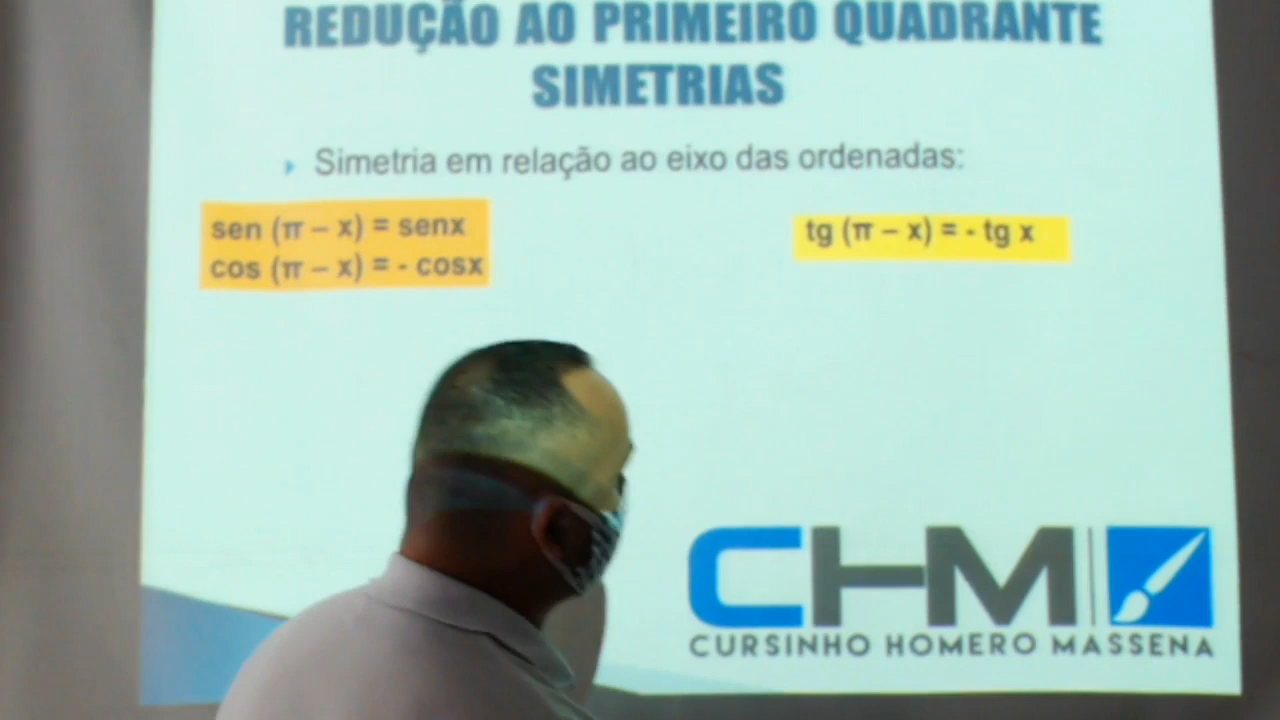 REDUÇÃO AO PRIMEIRO QUADRANTE
SIMETRIAS
Simetria em relação ao eixo das ordenadas:
sen (π – x) = senx
cos (π – x) = - cosx
tg (π – x) = - tg x
CHM
CURSINHO HOMERO MASSENA